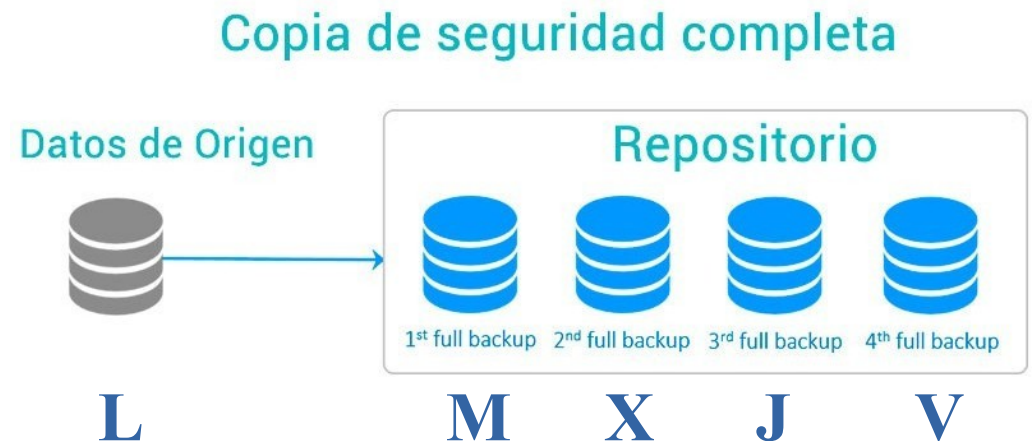 Copia de seguridad completa
Datos de Origen
Repositorio
1st full backup 2nd full backup 3rd full backup 4th full backup
L M X J V